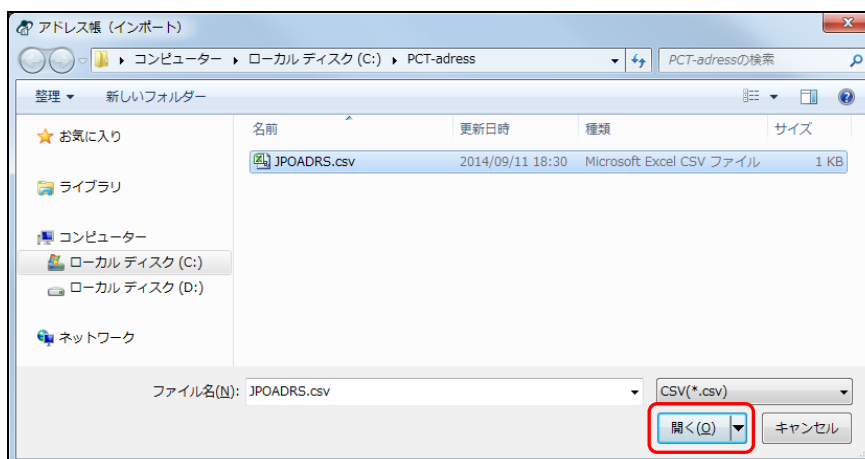 アドレス帳（インポート）
コンピューター ▶ ローカル ディスク (C:) ▶ PCT-adress
PCT-adressの検索
整理 ▼ 新しいフォルダー
お気に入り
ライブラリ
コンピューター
ローカル ディスク (C:)
ローカル ディスク (D:)
ネットワーク
名前 更新日時 種類 サイズ
JPOADRS.csv 2014/09/11 18:30 Microsoft Excel CSV ファイル 1 KB
ファイル名(N): JPOADRS.csv
CSV(*.csv)
開く(O) キャンセル